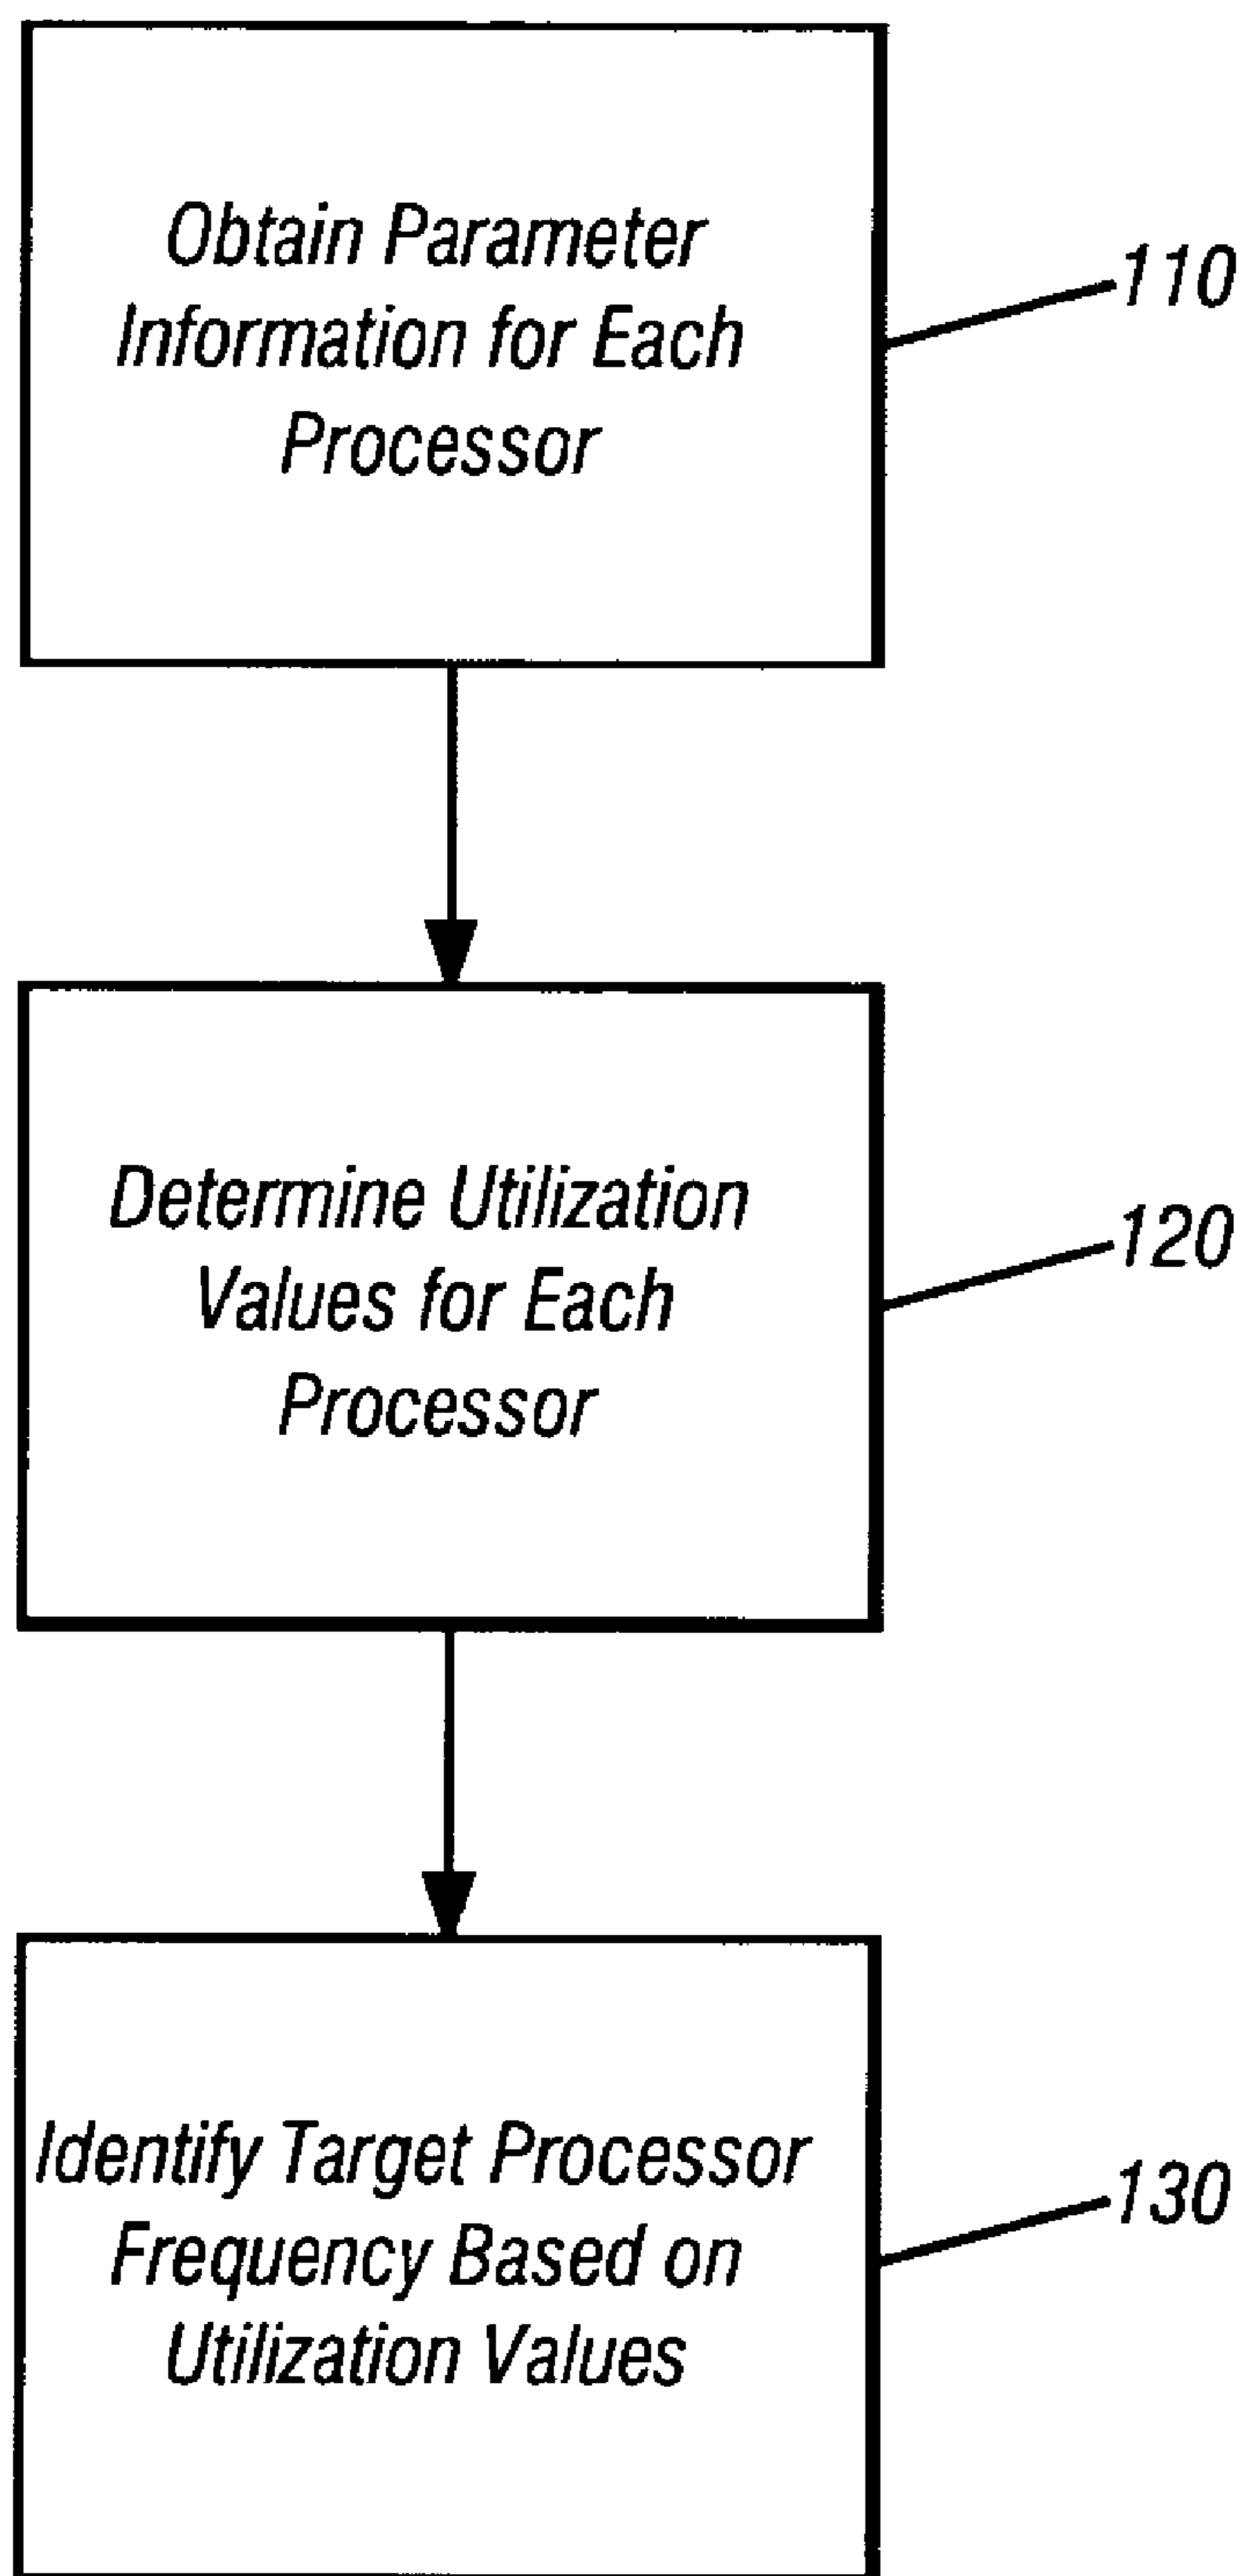 Obtain Parameter
Information for Each
Processor
110
Determine Utilization
Values for Each
Processor
120
Identify Target Processor
Frequency Based on
Utilization Values
130